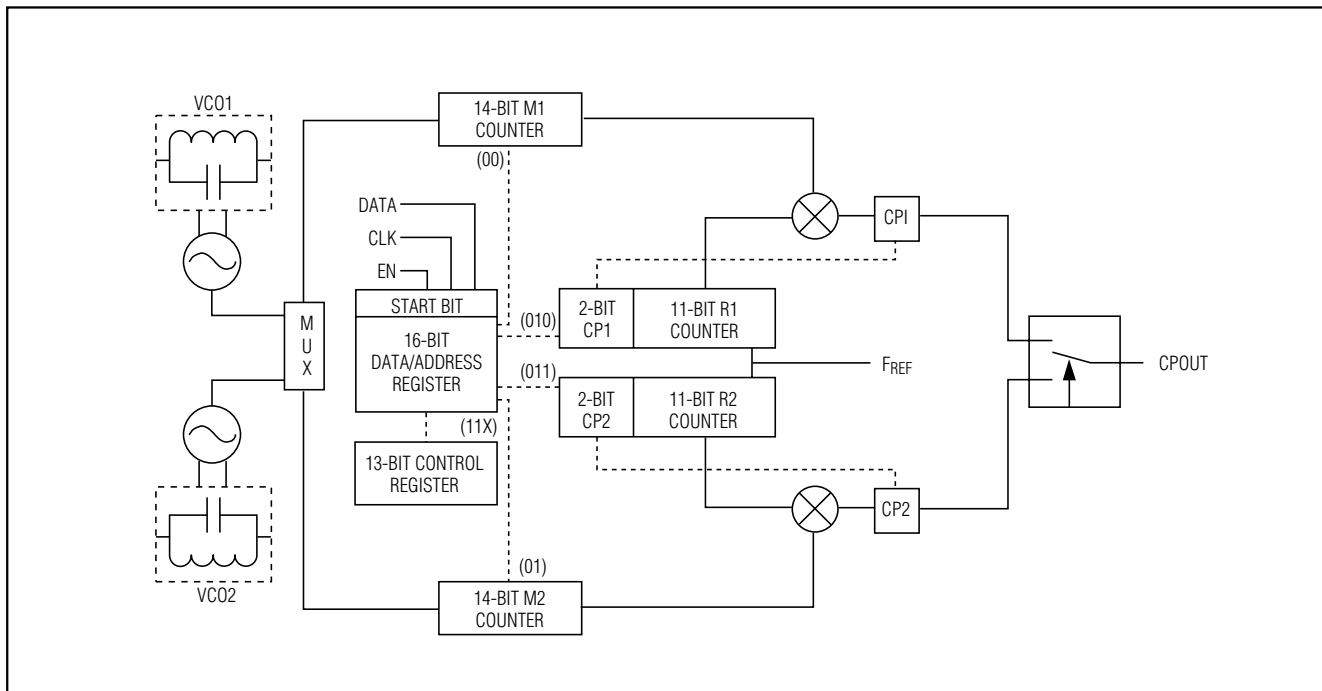 VCO1
14-BIT M1
COUNTER
(00)
DATA
CLK
EN
START BIT
16-BIT
DATA/ADDRESS
REGISTER
M
U
X
(010)
(011)
(11X)
13-BIT CONTROL
REGISTER
2-BIT
CP1
11-BIT R1
COUNTER
2-BIT
CP2
11-BIT R2
COUNTER
FREF
CP1
CP2
CPOUT
(01)
14-BIT M2
COUNTER
VCO2